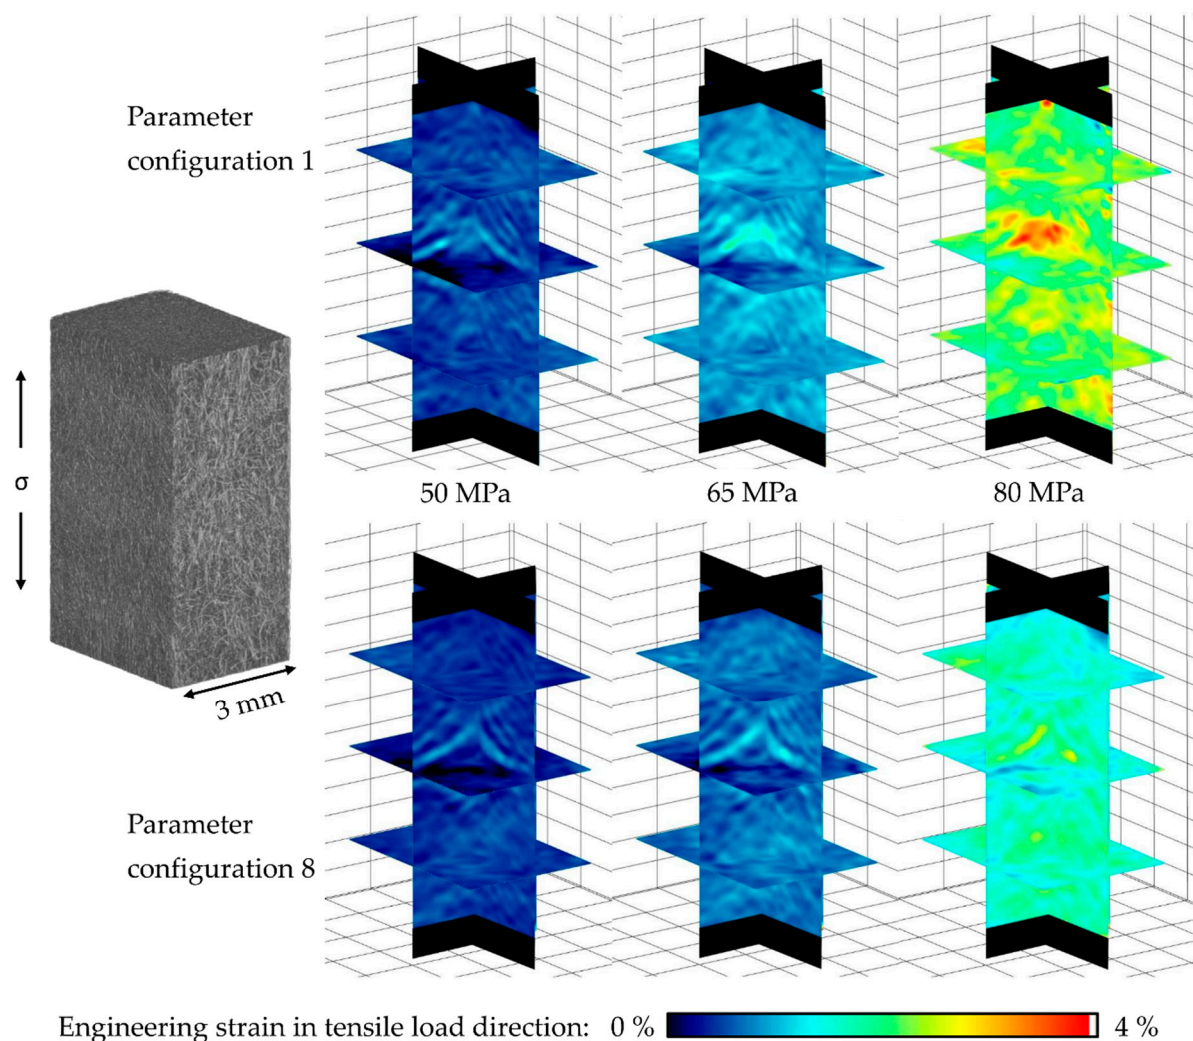 Parameter
configuration 1
σ
3 mm
50 MPa
65 MPa
80 MPa
Parameter
configuration 8
Engineering strain in tensile load direction: 0 % 4 %